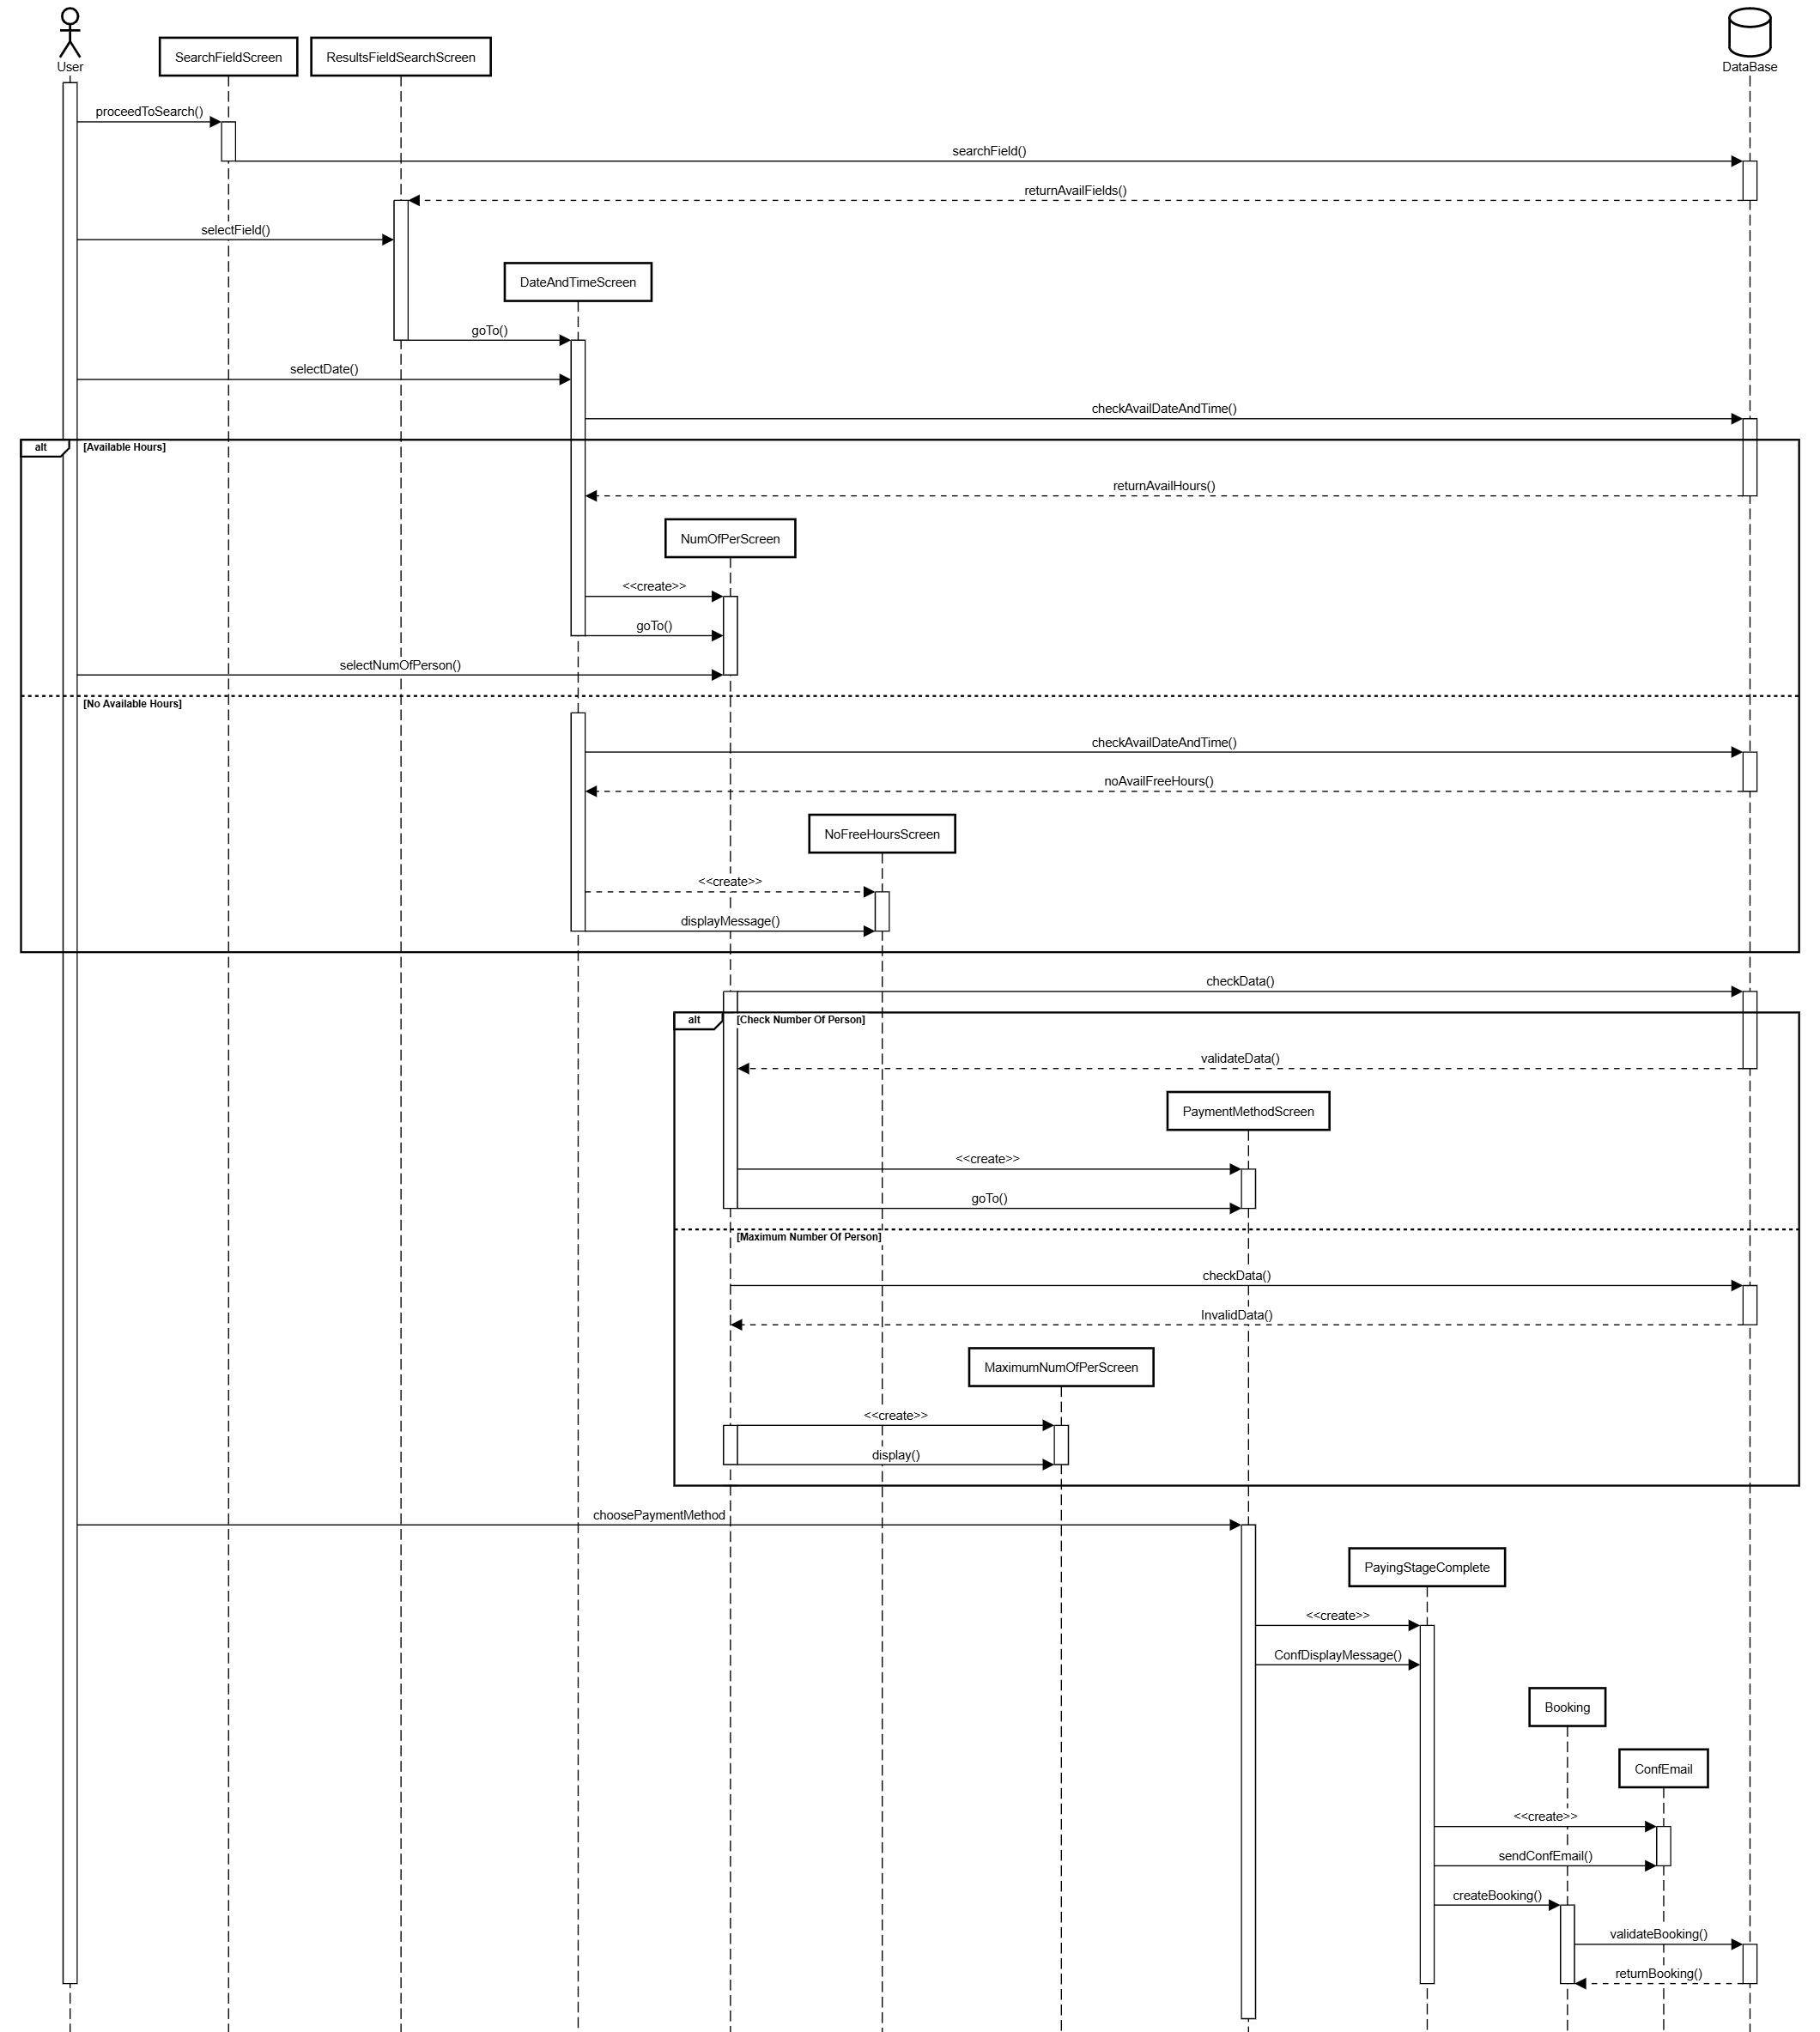 User
SearchFieldScreen
ResultsFieldSearchScreen
DataBase
proceedToSearch()
searchField()
returnAvailFields()
selectField()
DateAndTimeScreen
goTo()
selectDate()
checkAvailDateAndTime()
alt
[Available Hours]
returnAvailHours()
NumOfPerScreen
<<create>>
goTo()
selectNumOfPerson()
[No Available Hours]
checkAvailDateAndTime()
noAvailFreeHours()
NoFreeHoursScreen
<<create>>
displayMessage()
checkData()
alt
[Check Number Of Person]
validateData()
PaymentMethodScreen
<<create>>
goTo()
[Maximum Number Of Person]
checkData()
InvalidData()
MaximumNumOfPerScreen
<<create>>
display()
choosePaymentMethod
PayingStageComplete
<<create>>
ConfDisplayMessage()
Booking
ConfEmail
<<create>>
sendConfEmail()
createBooking()
validateBooking()
returnBooking()